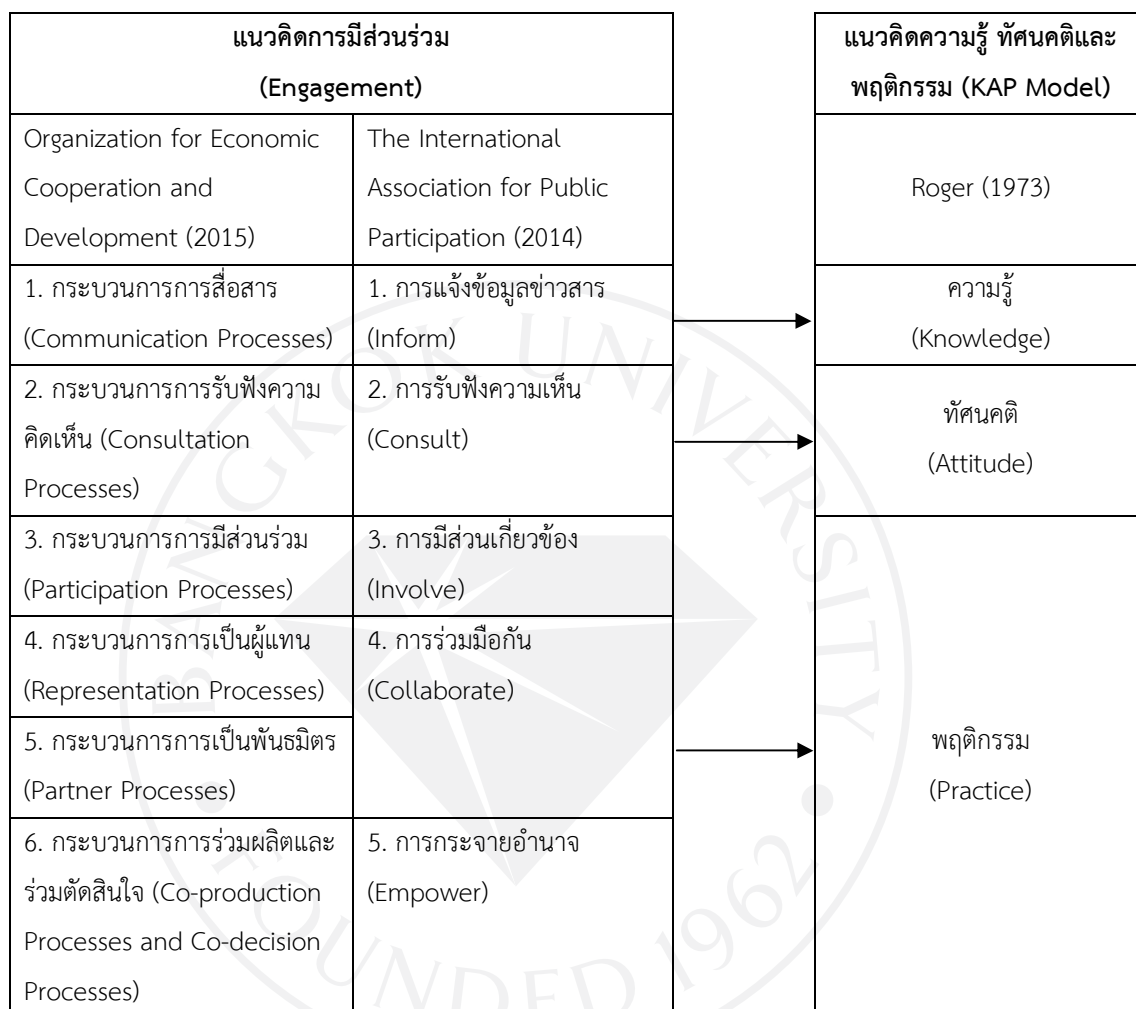 แนวคิดการมีส่วนร่วม
(Engagement)
แนวคิดความรู้ ทัศนคติและ
พฤติกรรม (KAP Model)
Organization for Economic
Cooperation and
Development (2015)
The International
Association for Public
Participation (2014)
Roger (1973)
1. กระบวนการการสื่อสาร
(Communication Processes)
1. การแจ้งข้อมูลข่าวสาร
(Inform)
ความรู้
(Knowledge)
2. กระบวนการการรับฟังความ
คิดเห็น (Consultation
Processes)
2. การรับฟังความเห็น
(Consult)
ทัศนคติ
(Attitude)
3. กระบวนการการมีส่วนร่วม
(Participation Processes)
3. การมีส่วนเกี่ยวข้อง
(Involve)
4. กระบวนการการเป็นผู้แทน
(Representation Processes)
4. การร่วมมือกัน
(Collaborate)
5. กระบวนการการเป็นพันธมิตร
(Partner Processes)
พฤติกรรม
(Practice)
6. กระบวนการการร่วมผลิตและ
ร่วมตัดสินใจ (Co-production
Processes and Co-decision
Processes)
5. การกระจายอำนาจ
(Empower)
BANGKOK UNIVERSITY
FOUNDED 1962